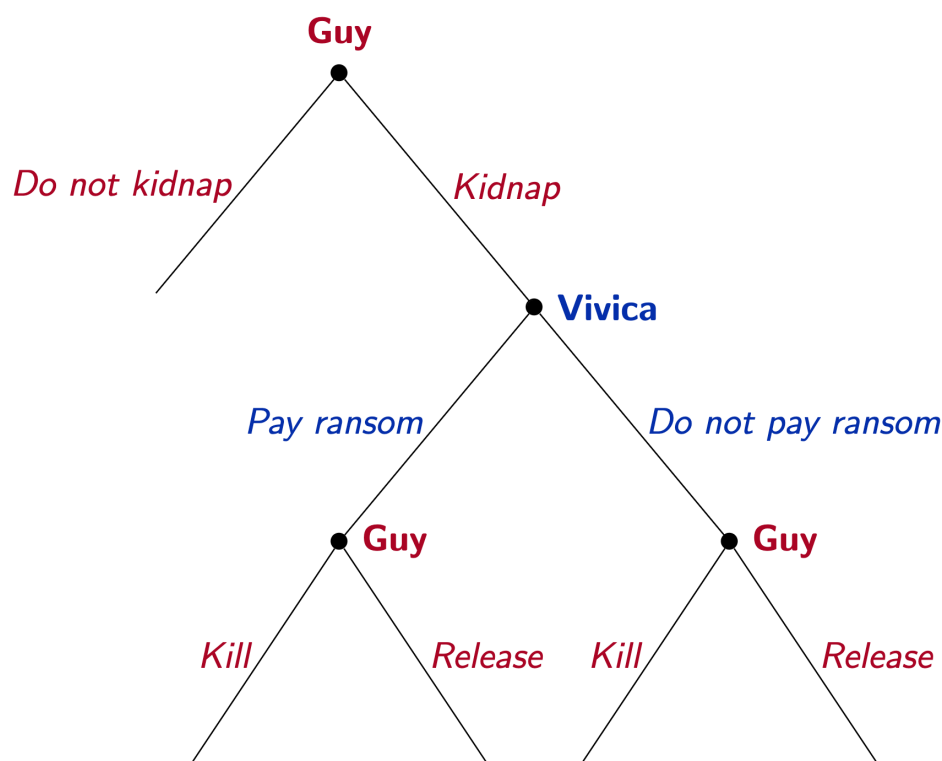 Guy
Do not kidnap
Kidnap
Vivica
Pay ransom
Do not pay ransom
Guy
Guy
Kill
Release
Kill
Release